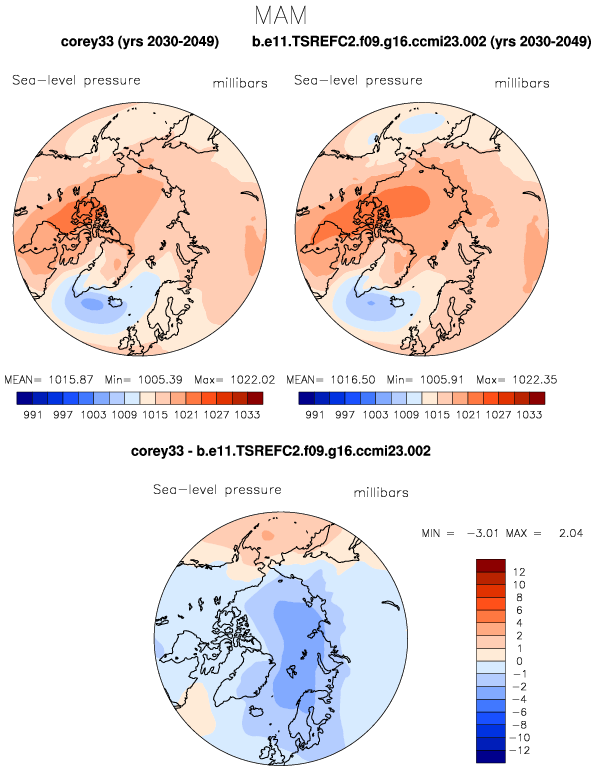 MAM
corey33 (yrs 2030-2049) b.e11.TSREFC2.f09.g16.ccmi23.002 (yrs 2030-2049)
Sea-level pressure millibars Sea-level pressure millibars
MEAN= 1015.87 Min= 1005.39 Max= 1022.02 MEAN= 1016.50 Min= 1005.91 Max= 1022.35
991 997 1003 1009 1015 1021 1027 1033 991 997 1003 1009 1015 1021 1027 1033
corey33 - b.e11.TSREFC2.f09.g16.ccmi23.002
Sea-level pressure millibars
MIN = -3.01 MAX = 2.04
12
10
8
6
4
2
1
0
-1
-2
-4
-6
-8
-10
-12